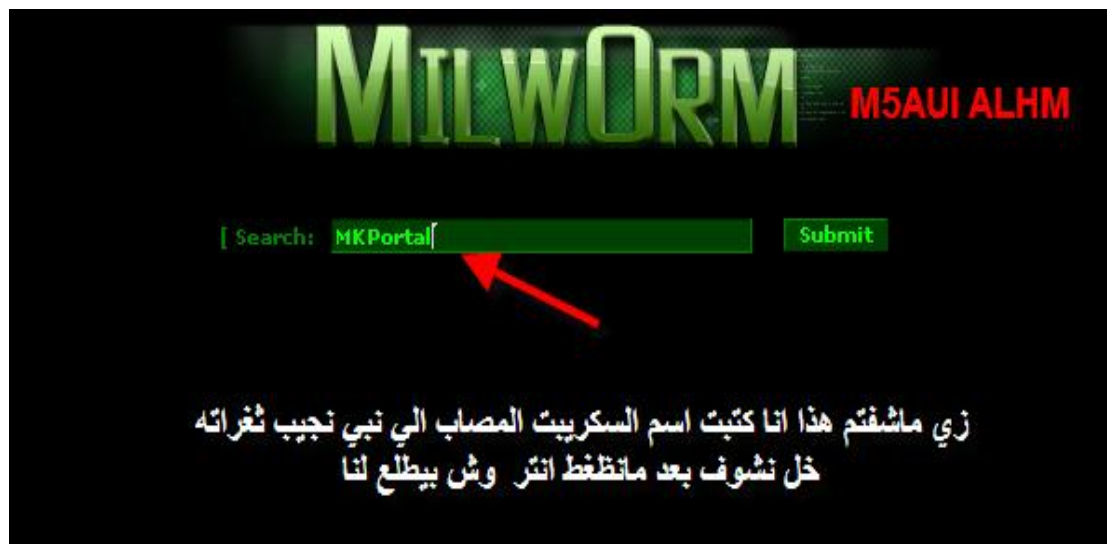 MILW0RM
M5AUI ALHM
[ Search: MKPortal Submit
زي ماشفتم هذا انا كتبت اسم السكريبت المصاب الي نبي نجيب ثغراته
خل نشوف بعد مانظغط انتر وش بيطلع لنا